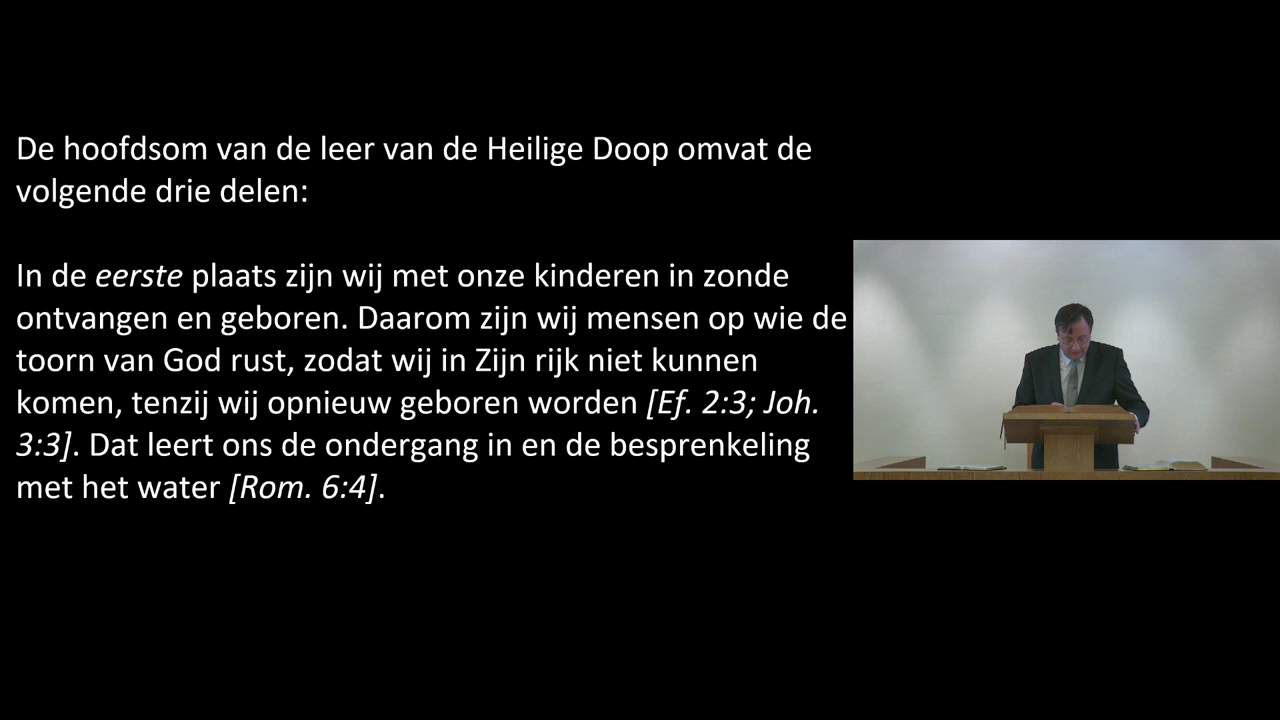 De hoofdsom van de leer van de Heilige Doop omvat de
volgende drie delen:
In de eerste plaats zijn wij met onze kinderen in zonde
ontvangen en geboren. Daarom zijn wij mensen op wie de
toorn van God rust, zodat wij in Zijn rijk niet kunnen
komen, tenzij wij opnieuw geboren worden [Ef. 2:3; Joh.
3:3]. Dat leert ons de ondergang in en de besprenkeling
met het water [Rom. 6:4].